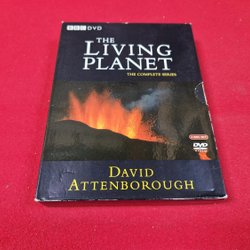 BBC DVD
THE
LIVING
PLANET
THE COMPLETE SERIES
DVD
DAVID
ATTENBOROUGH